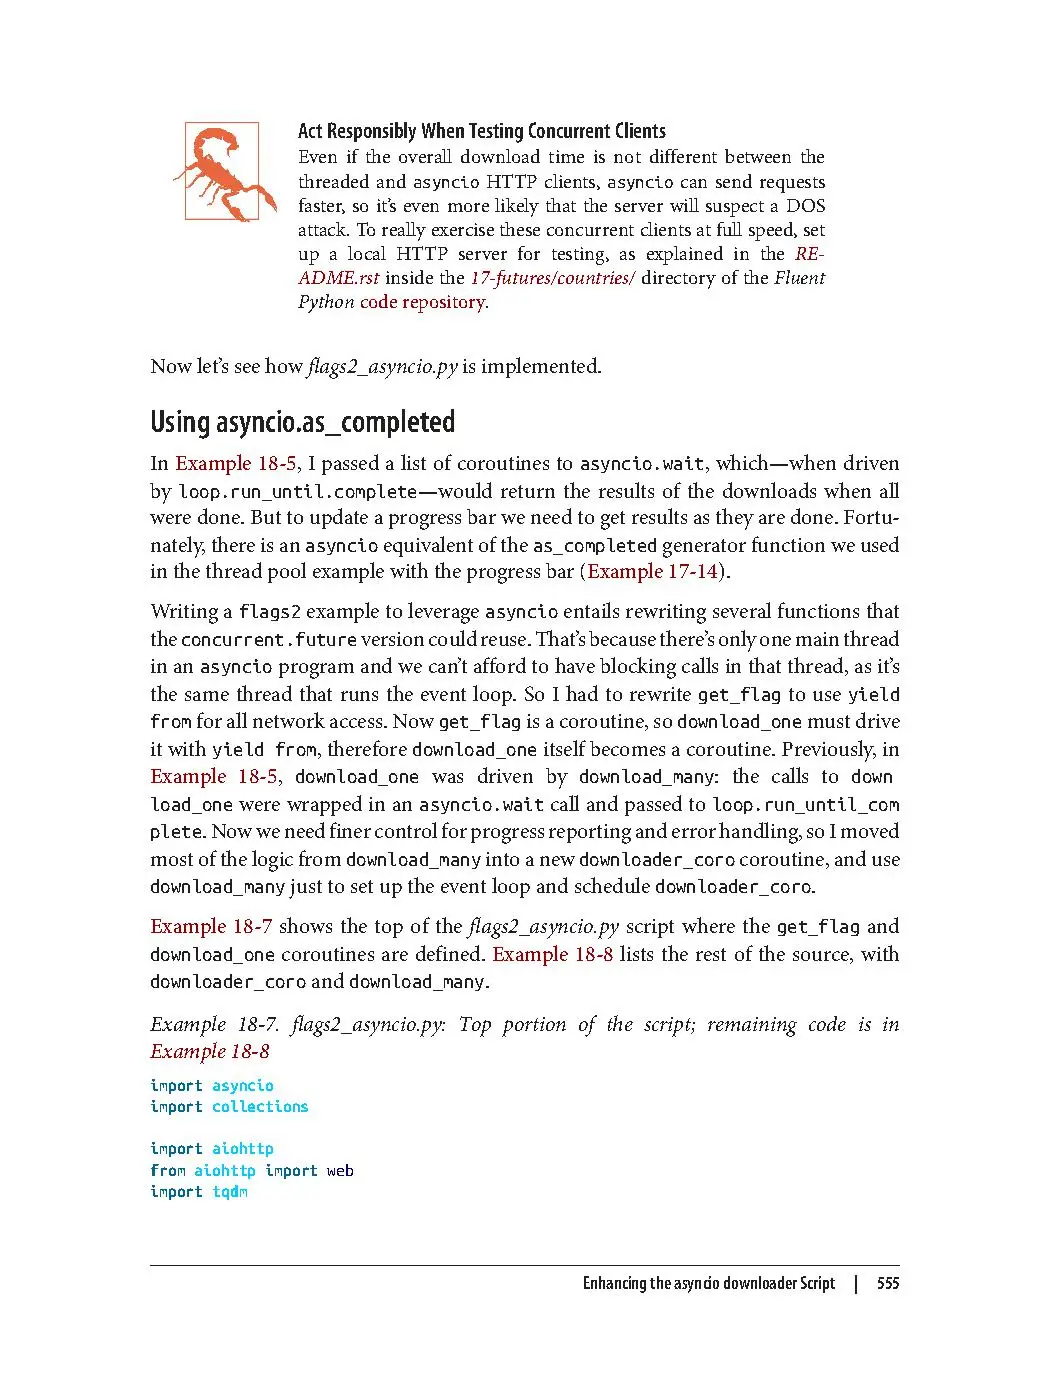 Act Responsibly When Testing Concurrent Clients
Even if the overall download time is not different between the
threaded and asyncio HTTP clients, asyncio can send requests
faster, so it’s even more likely that the server will suspect a DOS
attack. To really exercise these concurrent clients at full speed, set
up a local HTTP server for testing, as explained in the RE-
ADME.rst inside the 17-futures/countries/ directory of the Fluent
Python code repository.
Now let’s see how flags2_asyncio.py is implemented.
Using asyncio.as_completed
In Example 18-5, I passed a list of coroutines to asyncio.wait, which—when driven
by loop.run_until.complete—would return the results of the downloads when all
were done. But to update a progress bar we need to get results as they are done. Fortu-
nately, there is an asyncio equivalent of the as_completed generator function we used
in the thread pool example with the progress bar (Example 17-14).
Writing a flags2 example to leverage asyncio entails rewriting several functions that
the concurrent.future version could reuse. That’s because there’s only one main thread
in an asyncio program and we can’t afford to have blocking calls in that thread, as it’s
the same thread that runs the event loop. So I had to rewrite get_flag to use yield
from for all network access. Now get_flag is a coroutine, so download_one must drive
it with yield from, therefore download_one itself becomes a coroutine. Previously, in
Example 18-5, download_one was driven by download_many: the calls to down
load_one were wrapped in an asyncio.wait call and passed to loop.run_until_com
plete. Now we need finer control for progress reporting and error handling, so I moved
most of the logic from download_many into a new downloader_coro coroutine, and use
download_many just to set up the event loop and schedule downloader_coro.
Example 18-7 shows the top of the flags2_asyncio.py script where the get_flag and
download_one coroutines are defined. Example 18-8 lists the rest of the source, with
downloader_coro and download_many.
Example 18-7. flags2_asyncio.py: Top portion of the script; remaining code is in
Example 18-8
import asyncio
import collections
import aiohttp
from aiohttp import web
import tqdm
Enhancing the asyncio downloader Script | 555